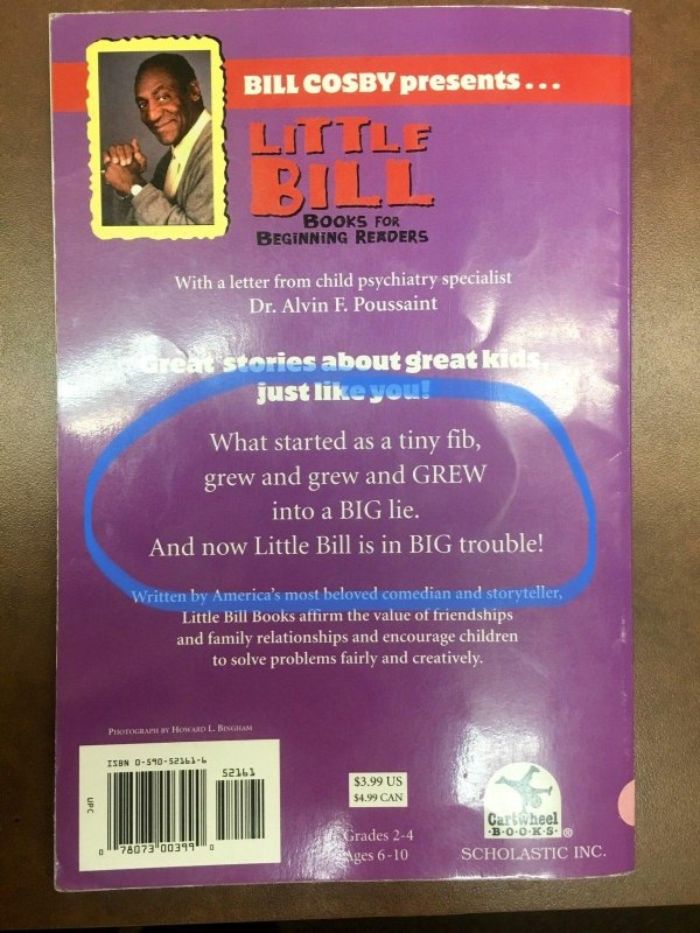 BILL COSBY presents...
LITTLE
BILL
BOOKS FOR
BEGINNING READERS
With a letter from child psychiatry specialist
Dr. Alvin F. Poussaint
Great stories about great kids,
just like you!
What started as a tiny fib,
grew and grew and GREW
into a BIG lie.
And now Little Bill is in BIG trouble!
Written by America's most beloved comedian and storyteller,
Little Bill Books affirm the value of friendships
and family relationships and encourage children
to solve problems fairly and creatively.
PHOTOGRAPH BY HOWARD L. BINGHAM
ISBN 0-590-52161-6
52161
UPC
0 78073 00399 0
$3.99 US
$4.99 CAN
Grades 2-4
Ages 6-10
Cartwheel
·B·O·O·K·S· ®
SCHOLASTIC INC.